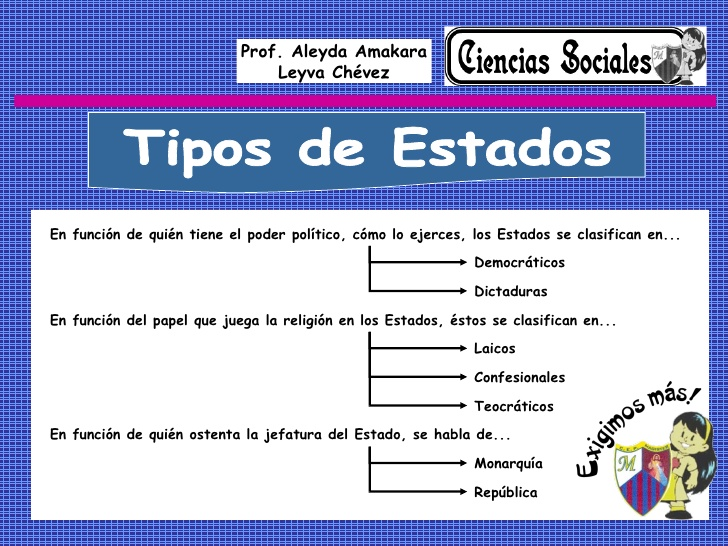 Prof. Aleyda Amakara
Leyva Chévez
Ciencias Sociales
Tipos de Estados
En función de quién tiene el poder político, cómo lo ejerces, los Estados se clasifican en...
Democráticos
Dictaduras
En función del papel que juega la religión en los Estados, éstos se clasifican en...
Laicos
Confesionales
Teocráticos
En función de quién ostenta la jefatura del Estado, se habla de...
Monarquía
República
Exigimos más!
M